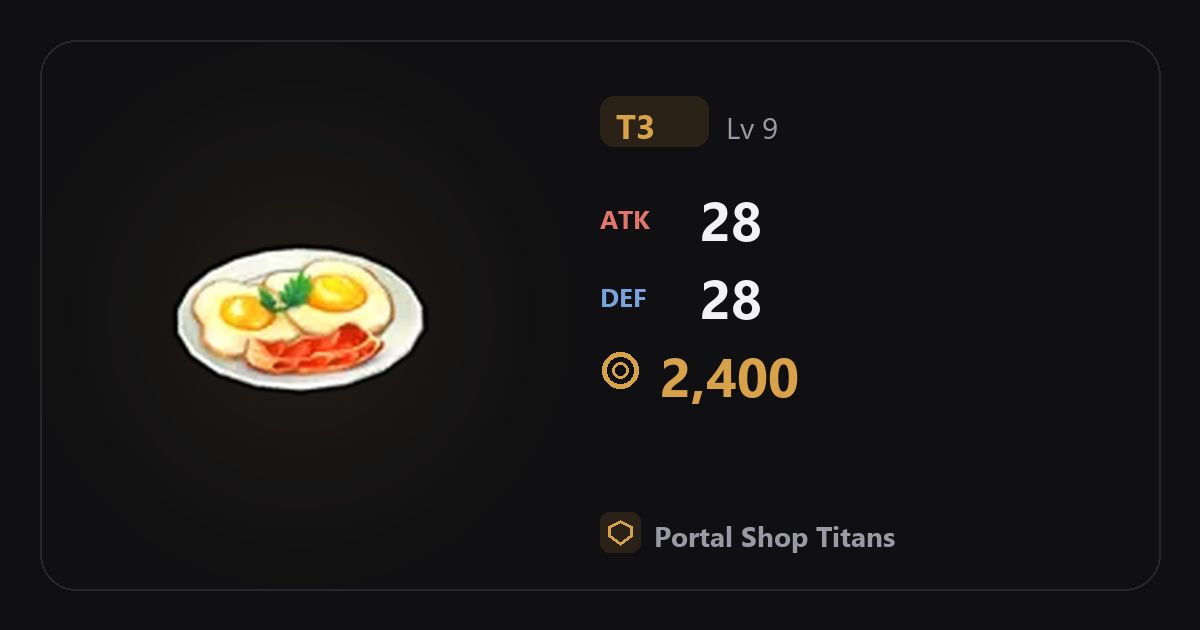 T3 Lv 9
ATK 28
DEF 28
2,400
Portal Shop Titans